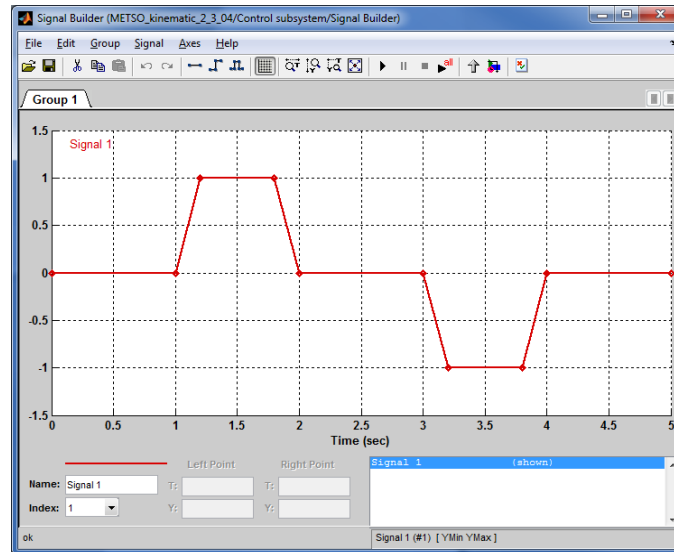 Signal Builder (METSO_kinematic_2_3_04/Control subsystem/Signal Builder)
File Edit Group Signal Axes Help
all
Group 1
Signal 1
1.5
1
0.5
0
-0.5
-1
-1.5
0 0.5 1 1.5 2 2.5 3 3.5 4 4.5 5
Time (sec)
Left Point Right Point
Name: Signal 1 T: T:
Index: 1 Y: Y:
Signal 1 (shown)
ok Signal 1 (#1) [ YMin YMax ]